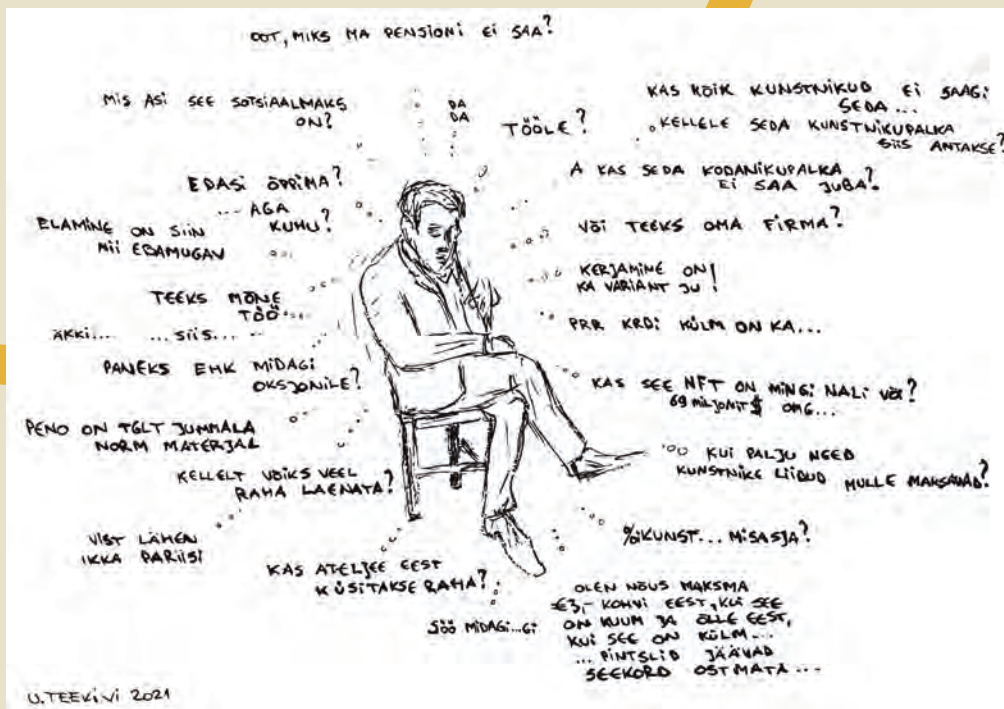 OOT, MIKS MA PENSIONI EI SAA?
MIS ASI SEE SOTSIAALMAKS
ON?
DA
DA
TÖÖLE?
KAS KÕIK KUNSTNIKUD EI SAAGI
SEDA...
KELLELE SEDA KUNSTNIKUPALKA
SIIS ANTAKSE?
EDASI ÕPPIMA?
... AGA
KUHU?
A KAS SEDA KODANIKUPALKA
EI SAA JUBA?
ELAMINE ON SIIN
NII EBAMUGAV
VÕI TEEKS OMA FIRMA?
TEEKS MÕNE
TÖÖ...
KERJAMINE ON
KA VARIANT JU!
ÄKKI... ...SIIS...
PRR KRDI KÜLM ON KA...
PANEKS EHK MIDAGI
OKSJONILE?
KAS SEE NFT ON MINGI NALI VÕI?
69 MILJONIT $ OMG...
PENO ON TGLT JUMMALA
NORM MATERJAL
KELLELT VÕIKS VEEL
RAHA LAENATA?
KUI PALJU NEED
KUNSTNIKE LIIDUD MULLE MAKSAVAD?
VIST LÄHEN
IKKA PARIISI
%KUNST... MISASJA?
KAS ATELJEE EEST
KÜSITAKSE RAHA?
SÖÖ MIDAGI...GI
OLEN NÕUS MAKSMA
€3,- KOHVI EEST, KUI SEE
ON KUUM JA ÕLLE EEST,
KUI SEE ON KÜLM...
... PINTSLID JÄÄVAD
SEEKORD OSTMATA...
U.TEEKIVI 2021